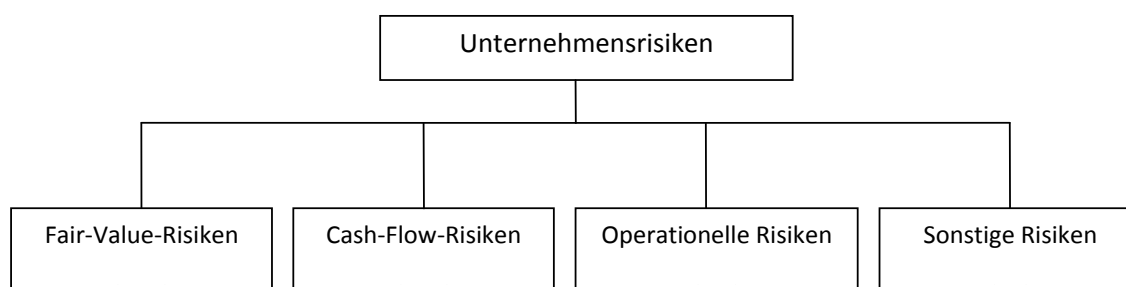 Unternehmensrisiken
Fair-Value-Risiken
Cash-Flow-Risiken
Operationelle Risiken
Sonstige Risiken